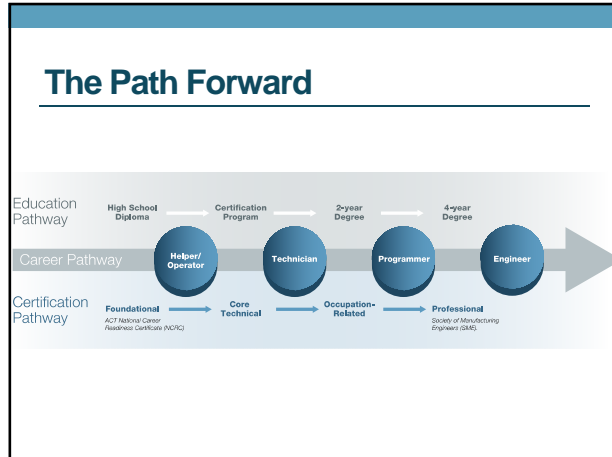 The Path Forward
Education
Pathway
High School
Diploma
Certification
Program
2-year
Degree
4-year
Degree
Career Pathway
Helper/
Operator
Technician
Programmer
Engineer
Certification
Pathway
Foundational
ACT National Career
Readiness Certificate (NCRC)
Core
Technical
Occupation-
Related
Professional
Society of Manufacturing
Engineers (SME).